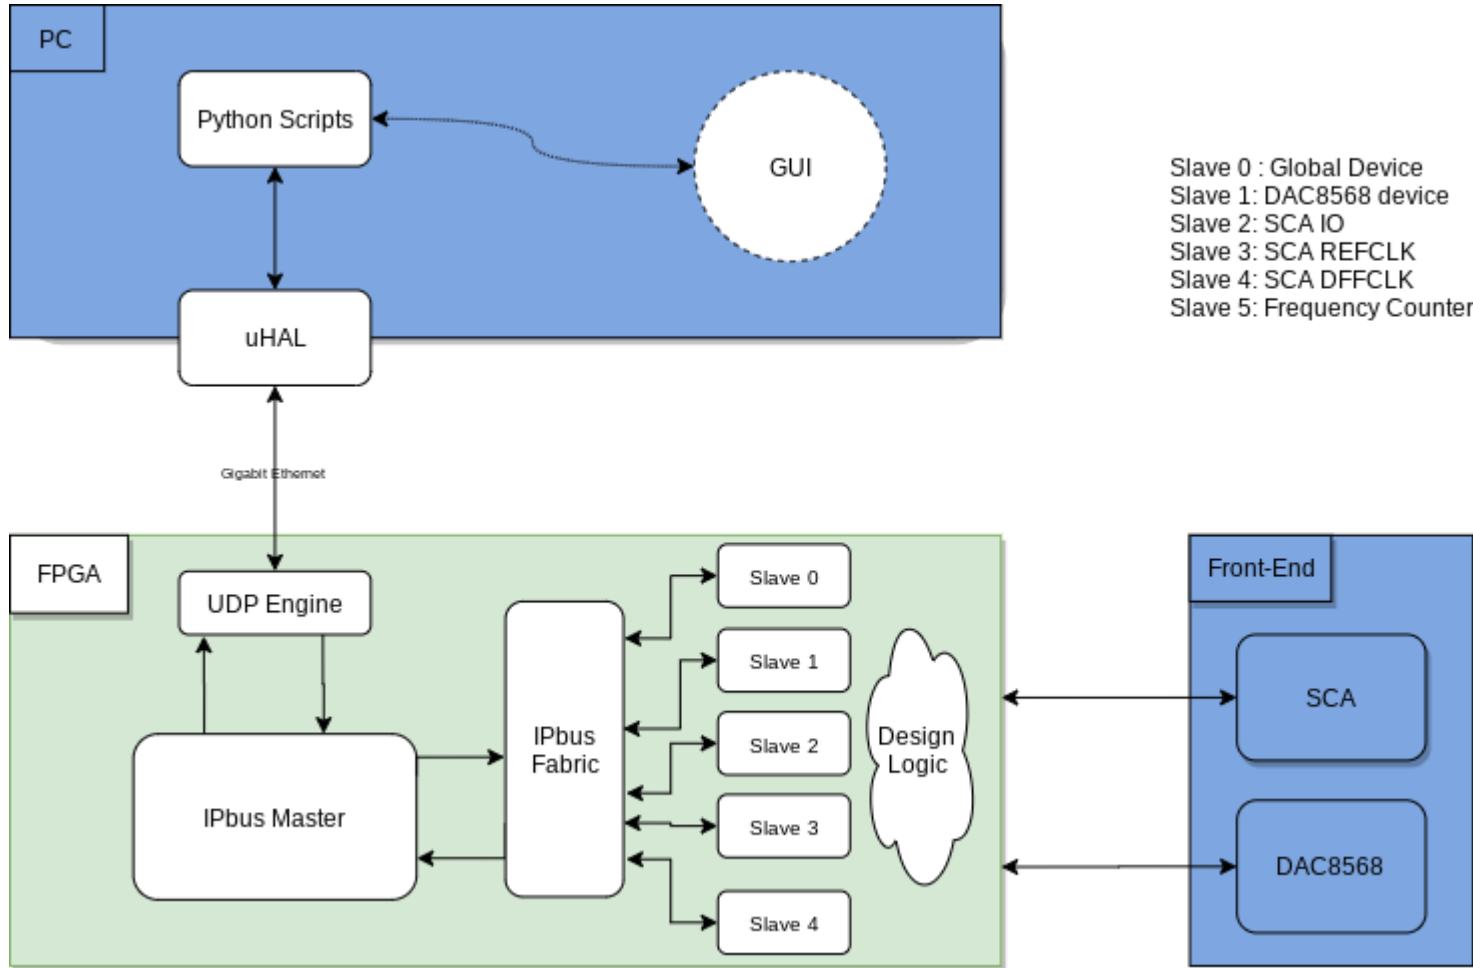 PC
Python Scripts
GUI
uHAL
Slave 0 : Global Device
Slave 1: DAC8568 device
Slave 2: SCA IO
Slave 3: SCA REFCLK
Slave 4: SCA DFFCLK
Slave 5: Frequency Counter
Gigabit Ethernet
FPGA
UDP Engine
IPbus Master
IPbus
Fabric
Slave 0
Slave 1
Slave 2
Slave 3
Slave 4
Design
Logic
Front-End
SCA
DAC8568